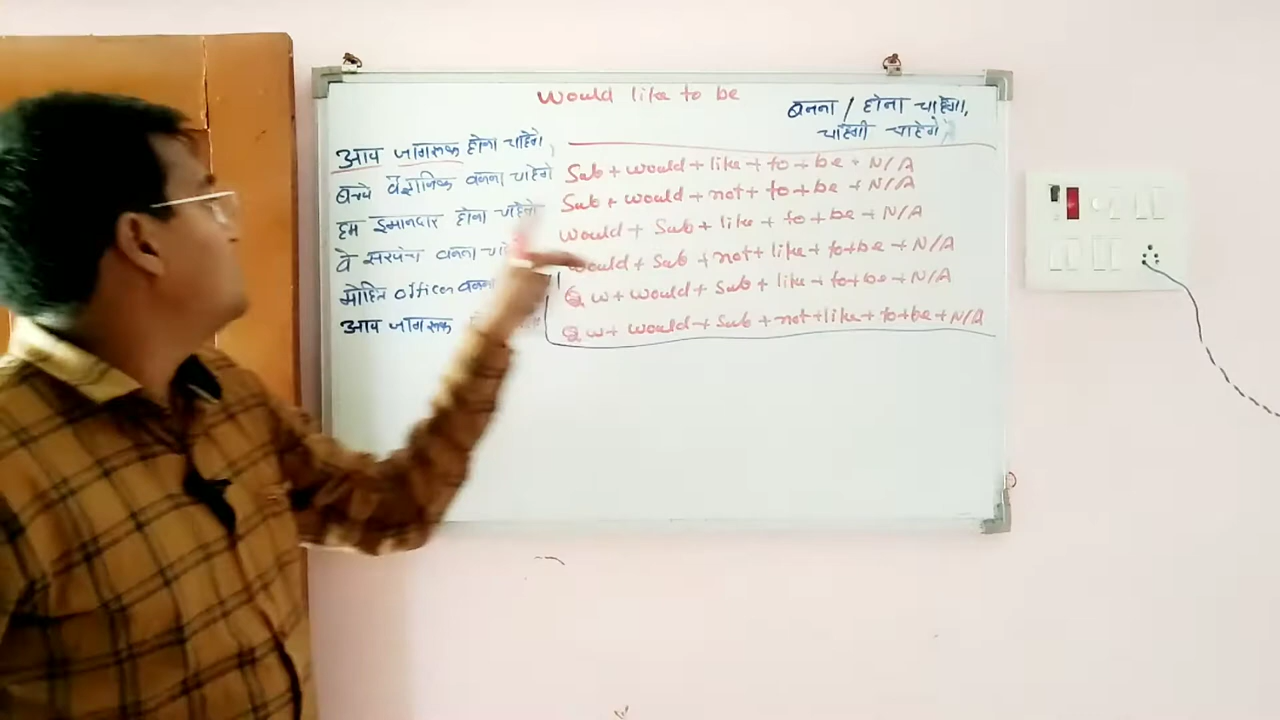 would like to be
बनना / होना चाहेगा,
चाहेगी चाहेगे
आप जागरूक होना चाहेगे,
बच्चे वैज्ञानिक बनना चाहेगे
हम इमानदार होना चाहेगे
वे सरपंच बनना
मोहित officer बनना
आप जागरूक
Sub + would + like + to + be + N/A
Sub + would + not + to + be + N/A
would + Sub + like + to + be + N/A
would + Sub + not + like + to + be + N/A
Q w + would + Sub + like + to + be + N/A
Q w + would + Sub + not + like + to + be + N/A